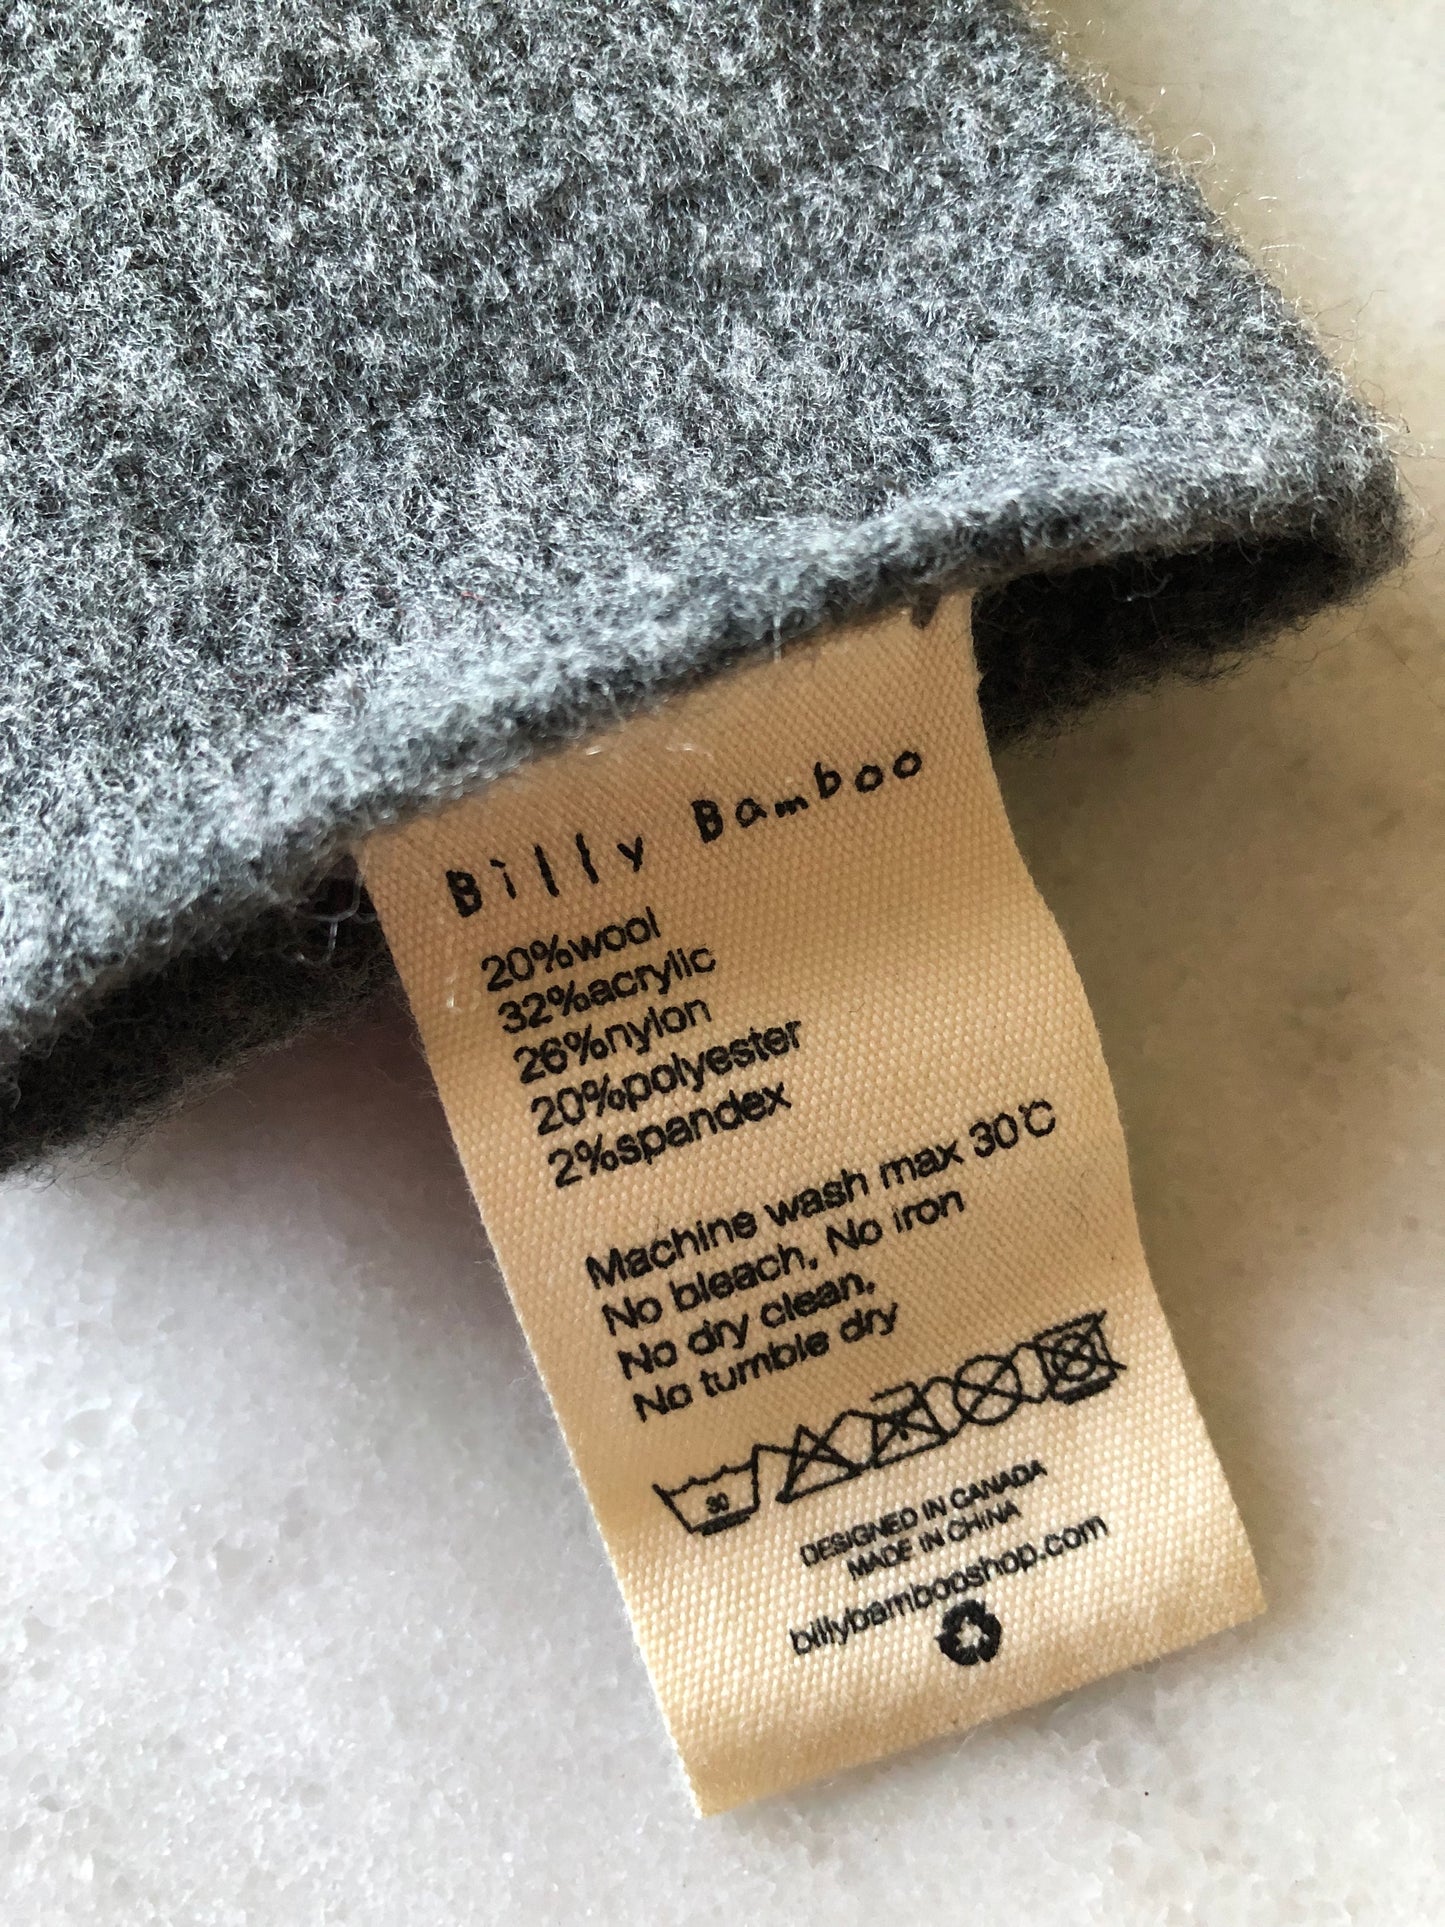 Billy Bamboo
20%wool
32%acrylic
26%nylon
20%polyester
2%spandex
Machine wash max 30℃
No bleach, No iron
No dry clean,
No tumble dry
30
DESIGNED IN CANADA
MADE IN CHINA
billybambooshop.com